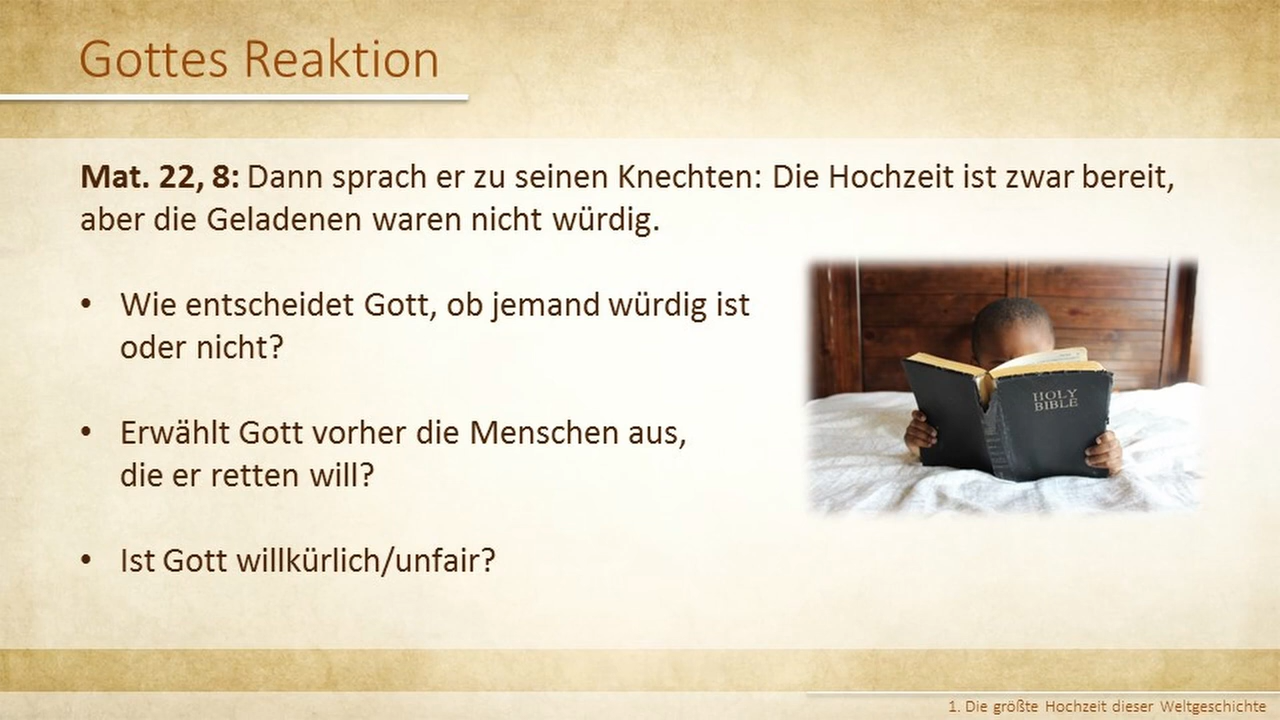 Gottes Reaktion
Mat. 22, 8: Dann sprach er zu seinen Knechten: Die Hochzeit ist zwar bereit,
aber die Geladenen waren nicht würdig.
• Wie entscheidet Gott, ob jemand würdig ist
oder nicht?
• Erwählt Gott vorher die Menschen aus,
die er retten will?
• Ist Gott willkürlich/unfair?
HOLY
BIBLE
1. Die größte Hochzeit dieser Weltgeschichte